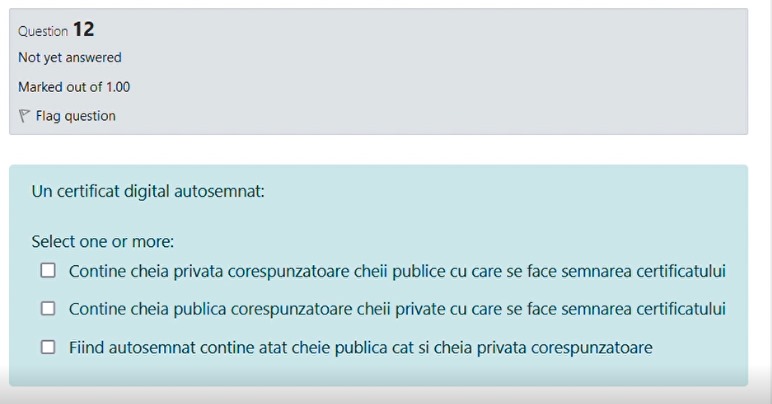 Question 12
Not yet answered
Marked out of 1.00
Flag question
Un certificat digital autosemnat:
Select one or more:
Contine cheia privata corespunzatoare cheii publice cu care se face semnarea certificatului
Contine cheia publica corespunzatoare cheii private cu care se face semnarea certificatului
Fiind autosemnat contine atat cheie publica cat si cheia privata corespunzatoare